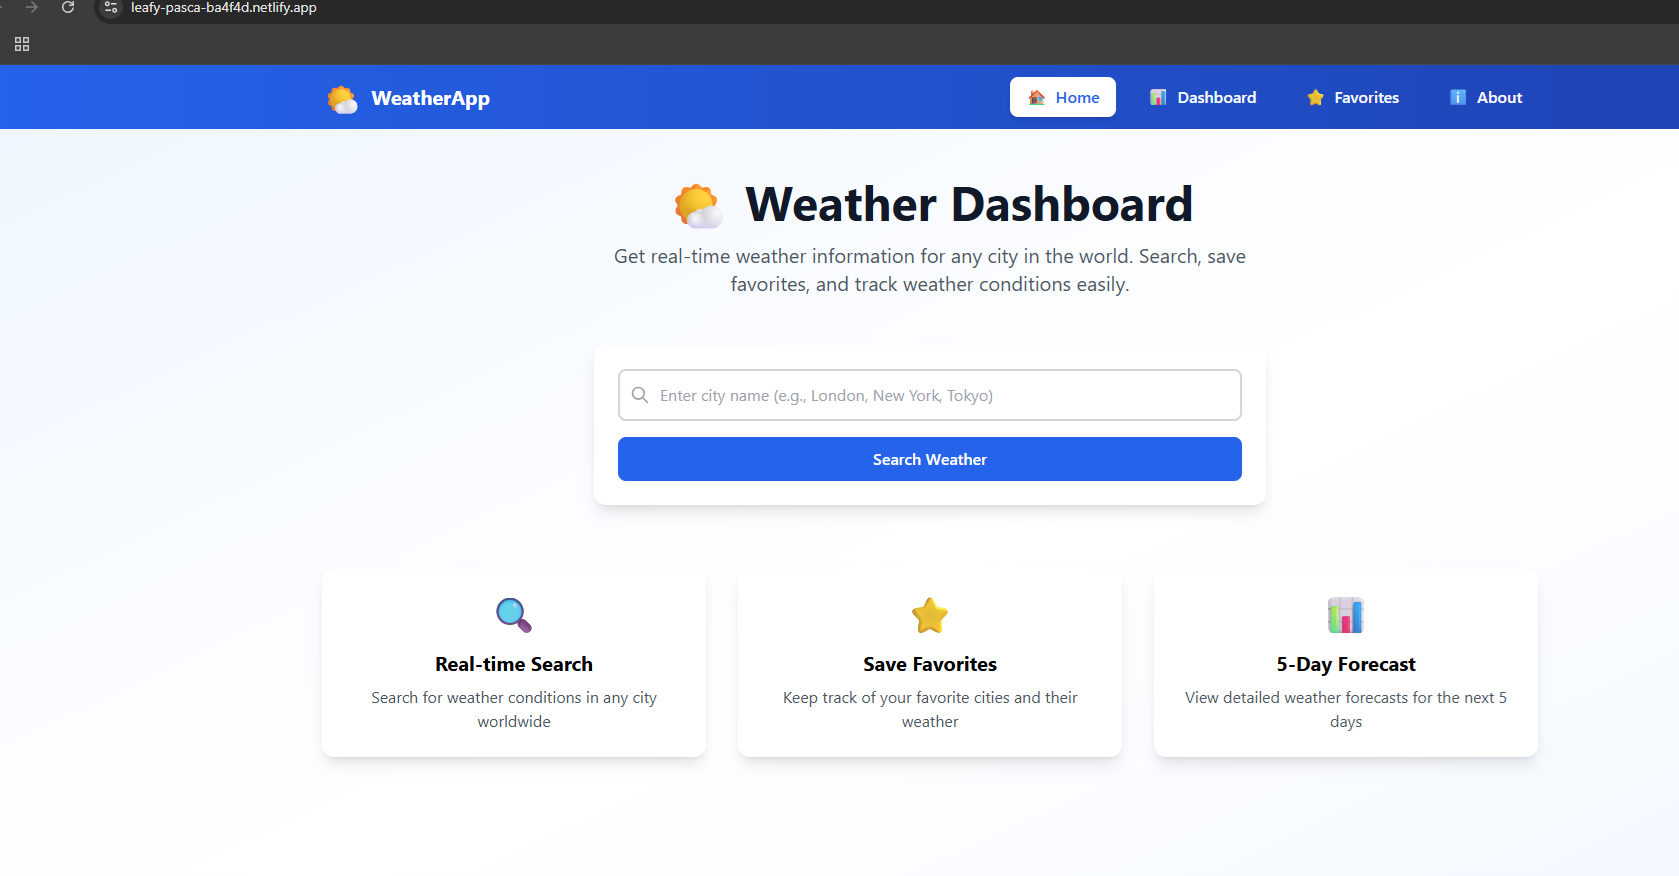 leafy-pasca-ba4f4d.netlify.app
WeatherApp
Home
Dashboard
Favorites
About
Weather Dashboard
Get real-time weather information for any city in the world. Search, save
favorites, and track weather conditions easily.
Enter city name (e.g., London, New York, Tokyo)
Search Weather
Real-time Search
Search for weather conditions in any city
worldwide
Save Favorites
Keep track of your favorite cities and their
weather
5-Day Forecast
View detailed weather forecasts for the next 5
days